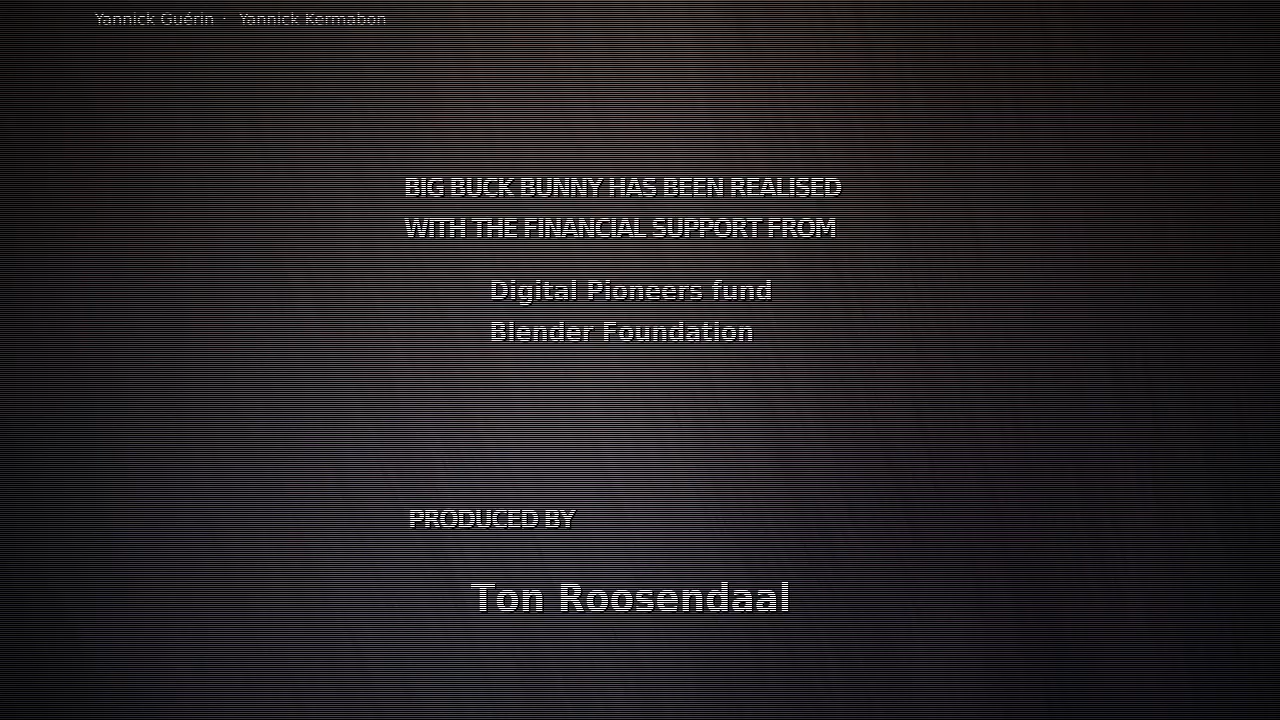 Yannick Guérin · Yannick Kermabon
BIG BUCK BUNNY HAS BEEN REALISED
WITH THE FINANCIAL SUPPORT FROM
Digital Pioneers fund
Blender Foundation
PRODUCED BY
Ton Roosendaal